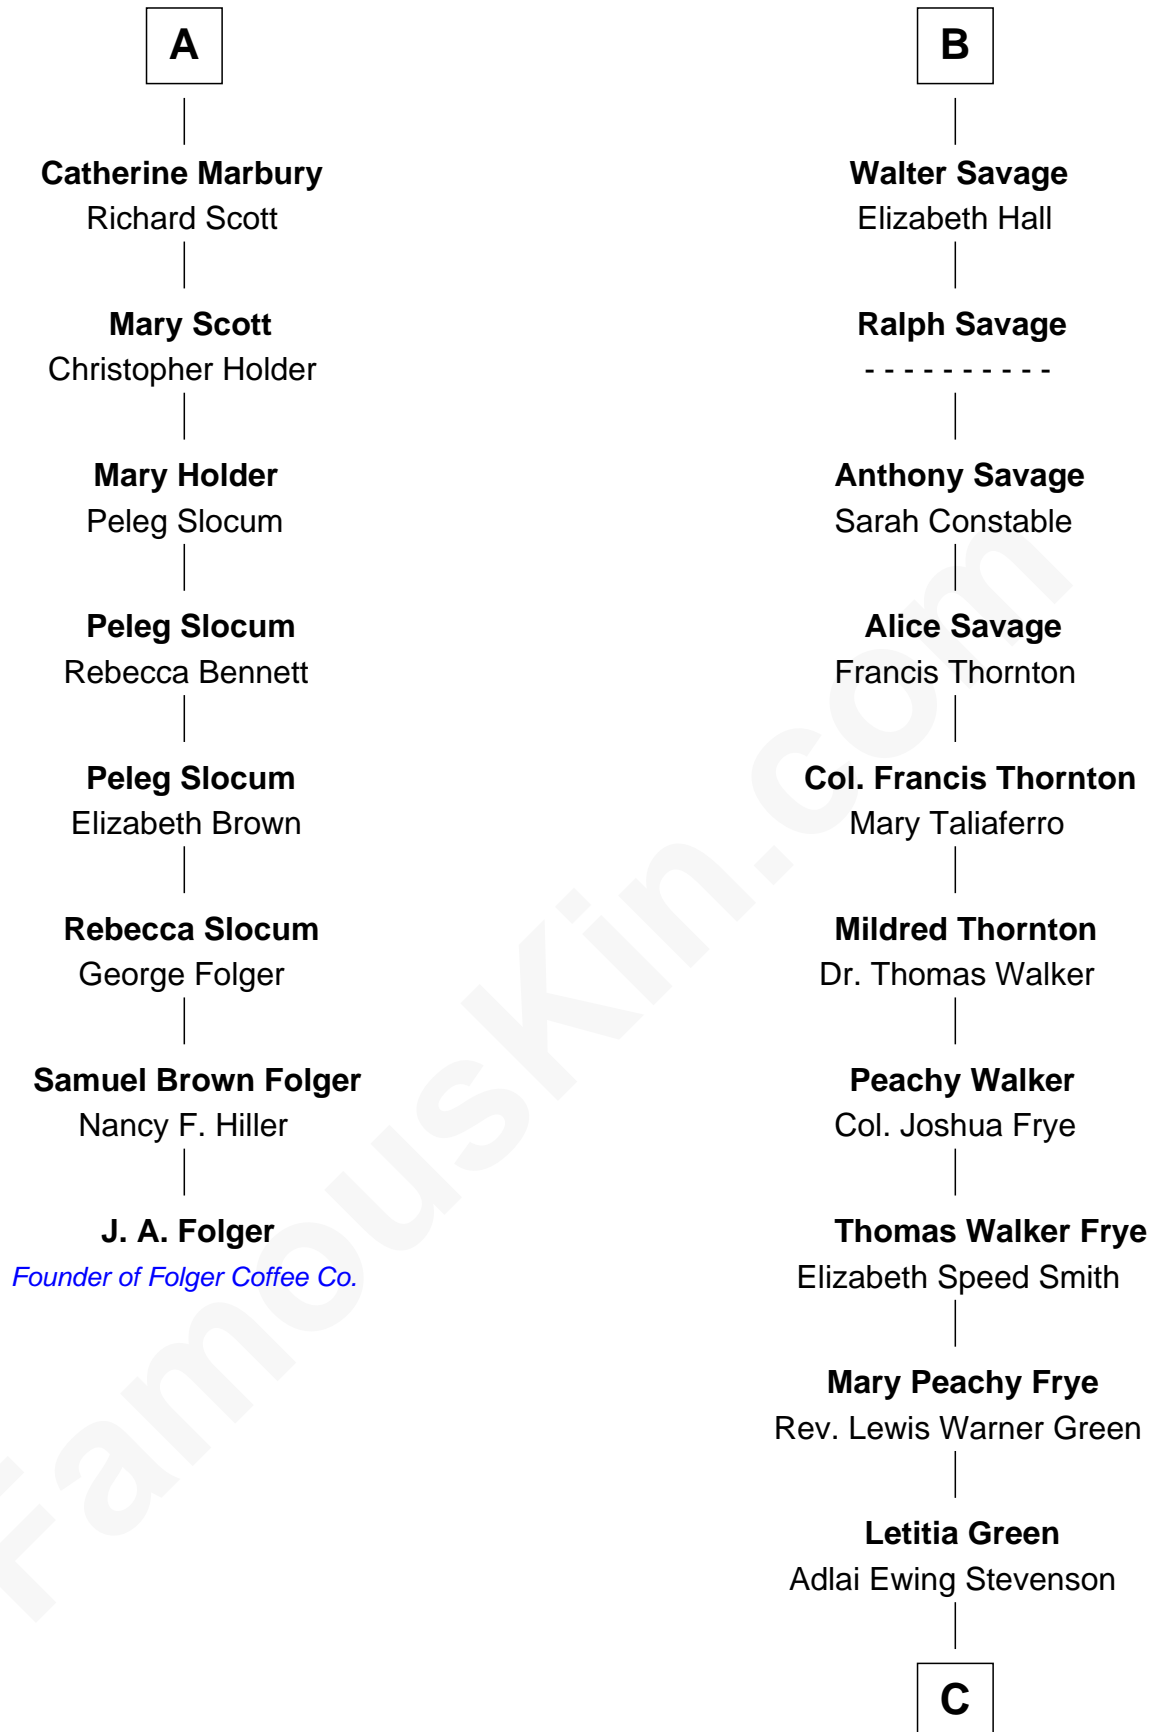 A
Catherine Marbury
Richard Scott
Mary Scott
Christopher Holder
Mary Holder
Peleg Slocum
Peleg Slocum
Rebecca Bennett
Peleg Slocum
Elizabeth Brown
Rebecca Slocum
George Folger
Samuel Brown Folger
Nancy F. Hiller
J. A. Folger
Founder of Folger Coffee Co.
B
Walter Savage
Elizabeth Hall
Ralph Savage
- - - - - - - - - -
Anthony Savage
Sarah Constable
Alice Savage
Francis Thornton
Col. Francis Thornton
Mary Taliaferro
Mildred Thornton
Dr. Thomas Walker
Peachy Walker
Col. Joshua Frye
Thomas Walker Frye
Elizabeth Speed Smith
Mary Peachy Frye
Rev. Lewis Warner Green
Letitia Green
Adlai Ewing Stevenson
C
FamousKin.com